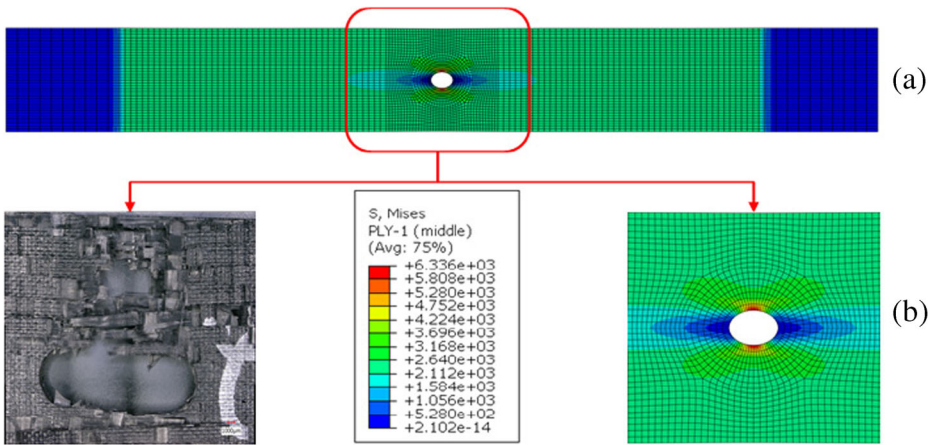 (a)
S, Mises
PLY-1 (middle)
(Avg: 75%)
+6.336e+03
+5.808e+03
+5.280e+03
+4.752e+03
+4.224e+03
+3.696e+03
+3.168e+03
+2.640e+03
+2.112e+03
+1.584e+03
+1.056e+03
+5.280e+02
+2.102e-14
(b)